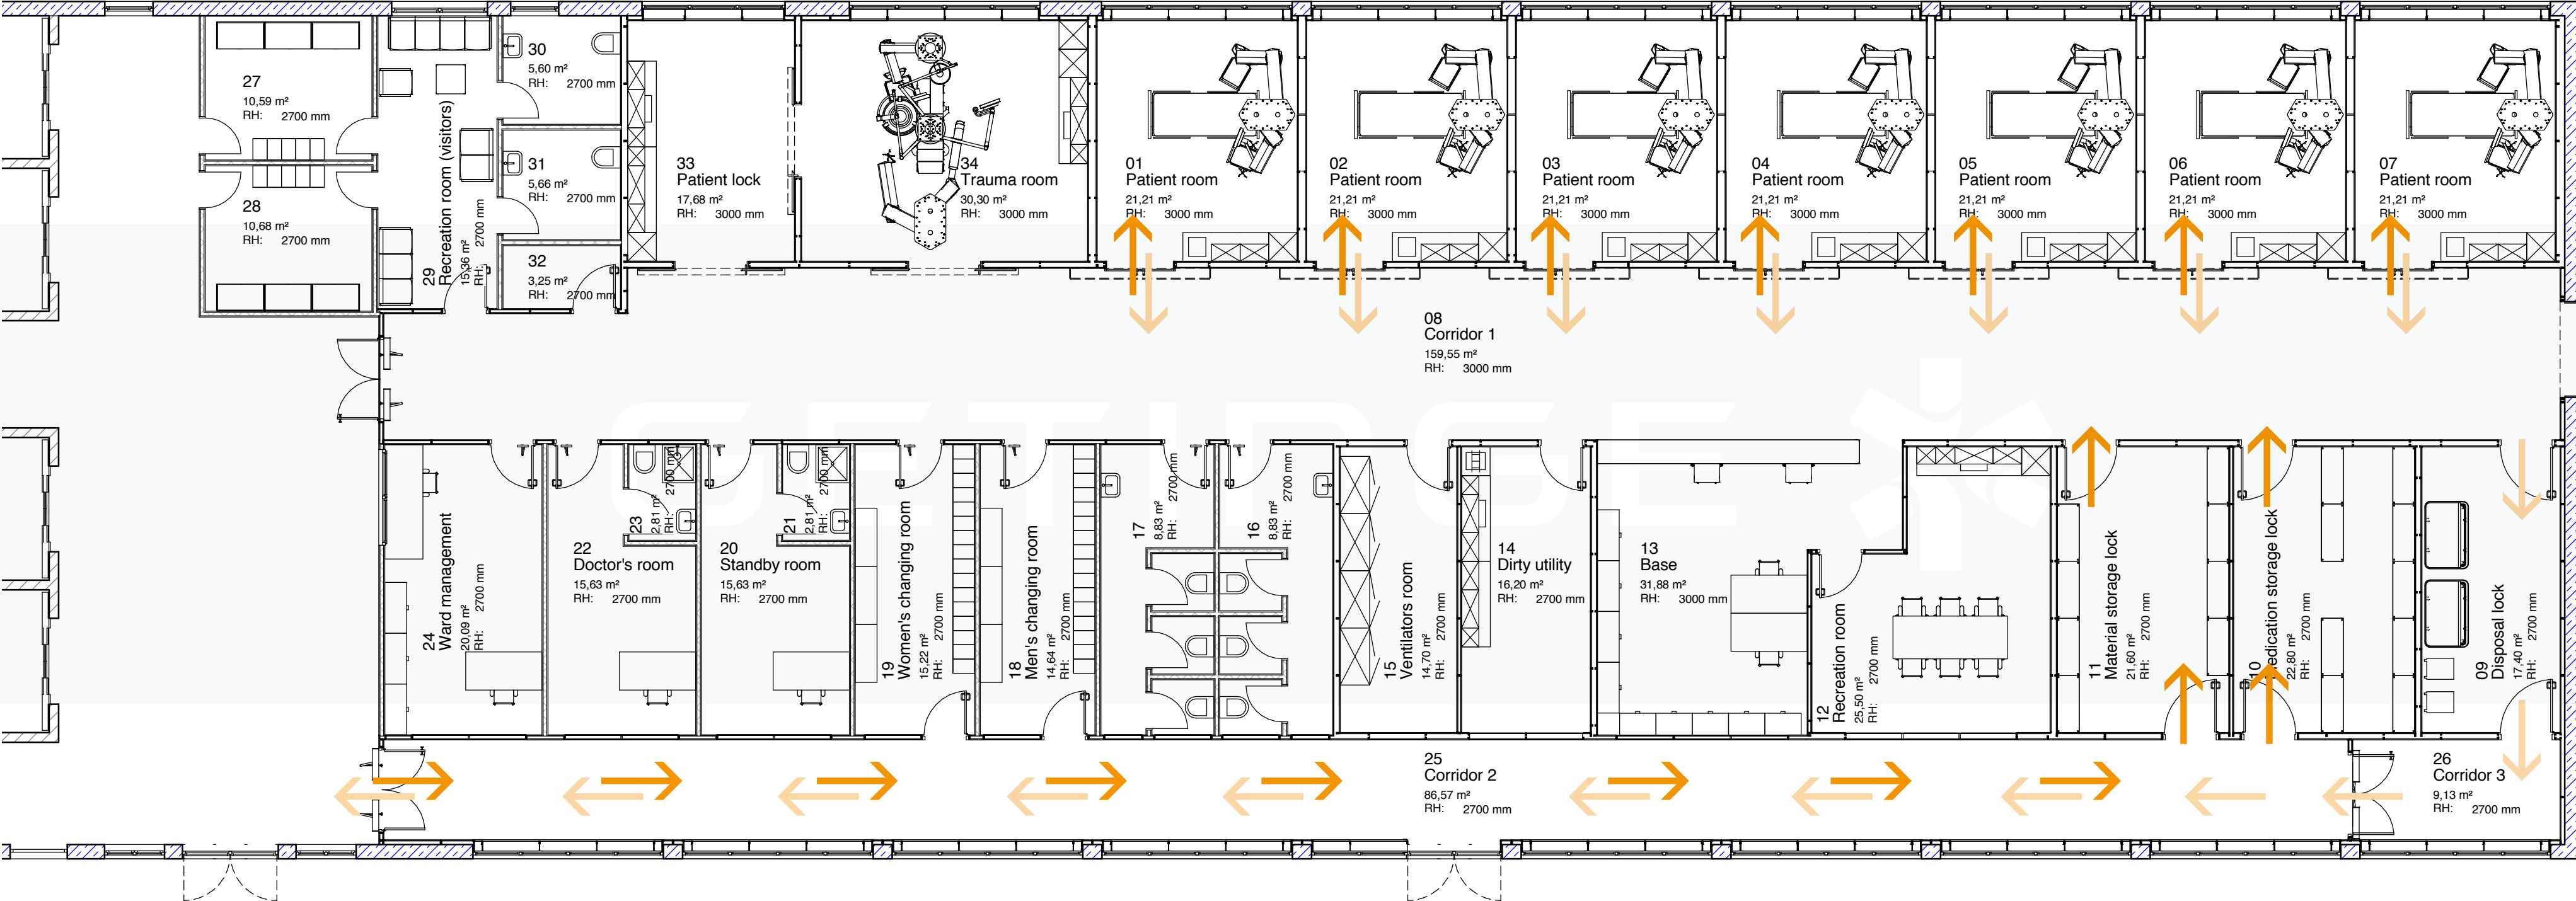 27
10,59 m²
RH: 2700 mm
28
10,68 m²
RH: 2700 mm
29
Recreation room (visitors)
15,36 m²
RH: 2700 mm
30
5,60 m²
RH: 2700 mm
31
5,66 m²
RH: 2700 mm
32
3,25 m²
RH: 2700 mm
33
Patient lock
17,68 m²
RH: 3000 mm
34
Trauma room
30,30 m²
RH: 3000 mm
01
Patient room
21,21 m²
RH: 3000 mm
02
Patient room
21,21 m²
RH: 3000 mm
03
Patient room
21,21 m²
RH: 3000 mm
04
Patient room
21,21 m²
RH: 3000 mm
05
Patient room
21,21 m²
RH: 3000 mm
06
Patient room
21,21 m²
RH: 3000 mm
07
Patient room
21,21 m²
RH: 3000 mm
08
Corridor 1
159,55 m²
RH: 3000 mm
GETINGE
24
Ward management
20,09 m²
RH: 2700 mm
22
Doctor's room
15,63 m²
RH: 2700 mm
23
2,81 m²
RH: 2700 mm
20
Standby room
15,63 m²
RH: 2700 mm
21
2,81 m²
RH: 2700 mm
19
Women's changing room
15,22 m²
RH: 2700 mm
18
Men's changing room
14,64 m²
RH: 2700 mm
17
8,83 m²
RH: 2700 mm
16
8,83 m²
RH: 2700 mm
15
Ventilators room
14,70 m²
RH: 2700 mm
14
Dirty utility
16,20 m²
RH: 2700 mm
13
Base
31,88 m²
RH: 3000 mm
12
Recreation room
25,50 m²
RH: 2700 mm
11
Material storage lock
21,60 m²
RH: 2700 mm
10
Medication storage lock
22,80 m²
RH: 2700 mm
09
Disposal lock
17,40 m²
RH: 2700 mm
25
Corridor 2
86,57 m²
RH: 2700 mm
26
Corridor 3
9,13 m²
RH: 2700 mm